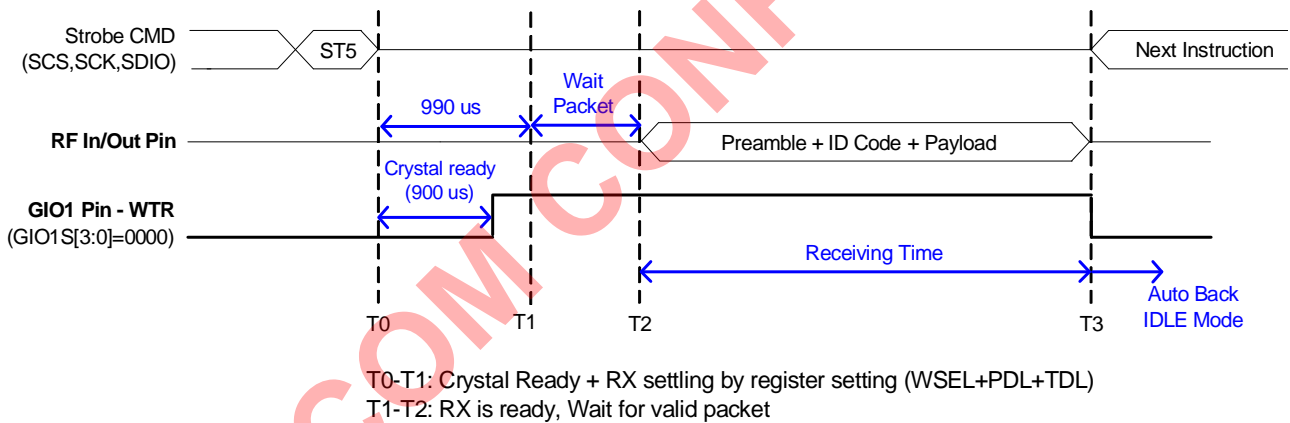 Strobe CMD
(SCS,SCK,SDIO)
ST5
Next Instruction
990 us
Wait
Packet
RF In/Out Pin
Preamble + ID Code + Payload
Crystal ready
(900 us)
GIO1 Pin - WTR
(GIO1S[3:0]=0000)
Receiving Time
Auto Back
IDLE Mode
T0
T1
T2
T3
T0-T1: Crystal Ready + RX settling by register setting (WSEL+PDL+TDL)
T1-T2: RX is ready, Wait for valid packet
COM CONF